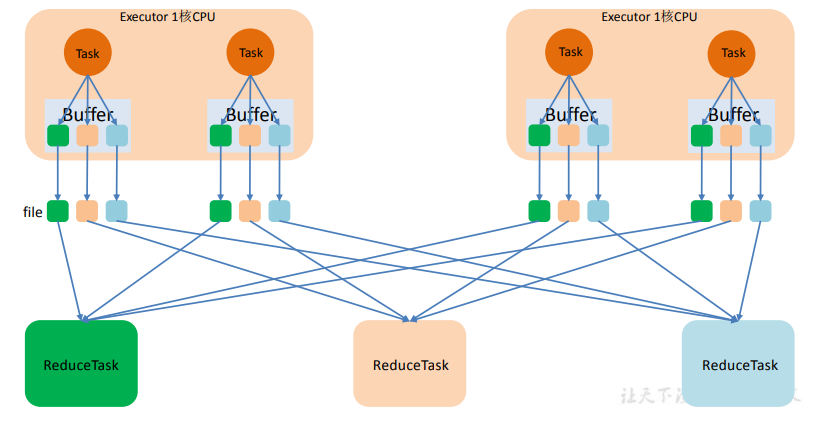 Executor 1核CPU
Executor 1核CPU
Task
Task
Task
Task
Buffer
Buffer
Buffer
Buffer
file
ReduceTask
ReduceTask
ReduceTask
让天下